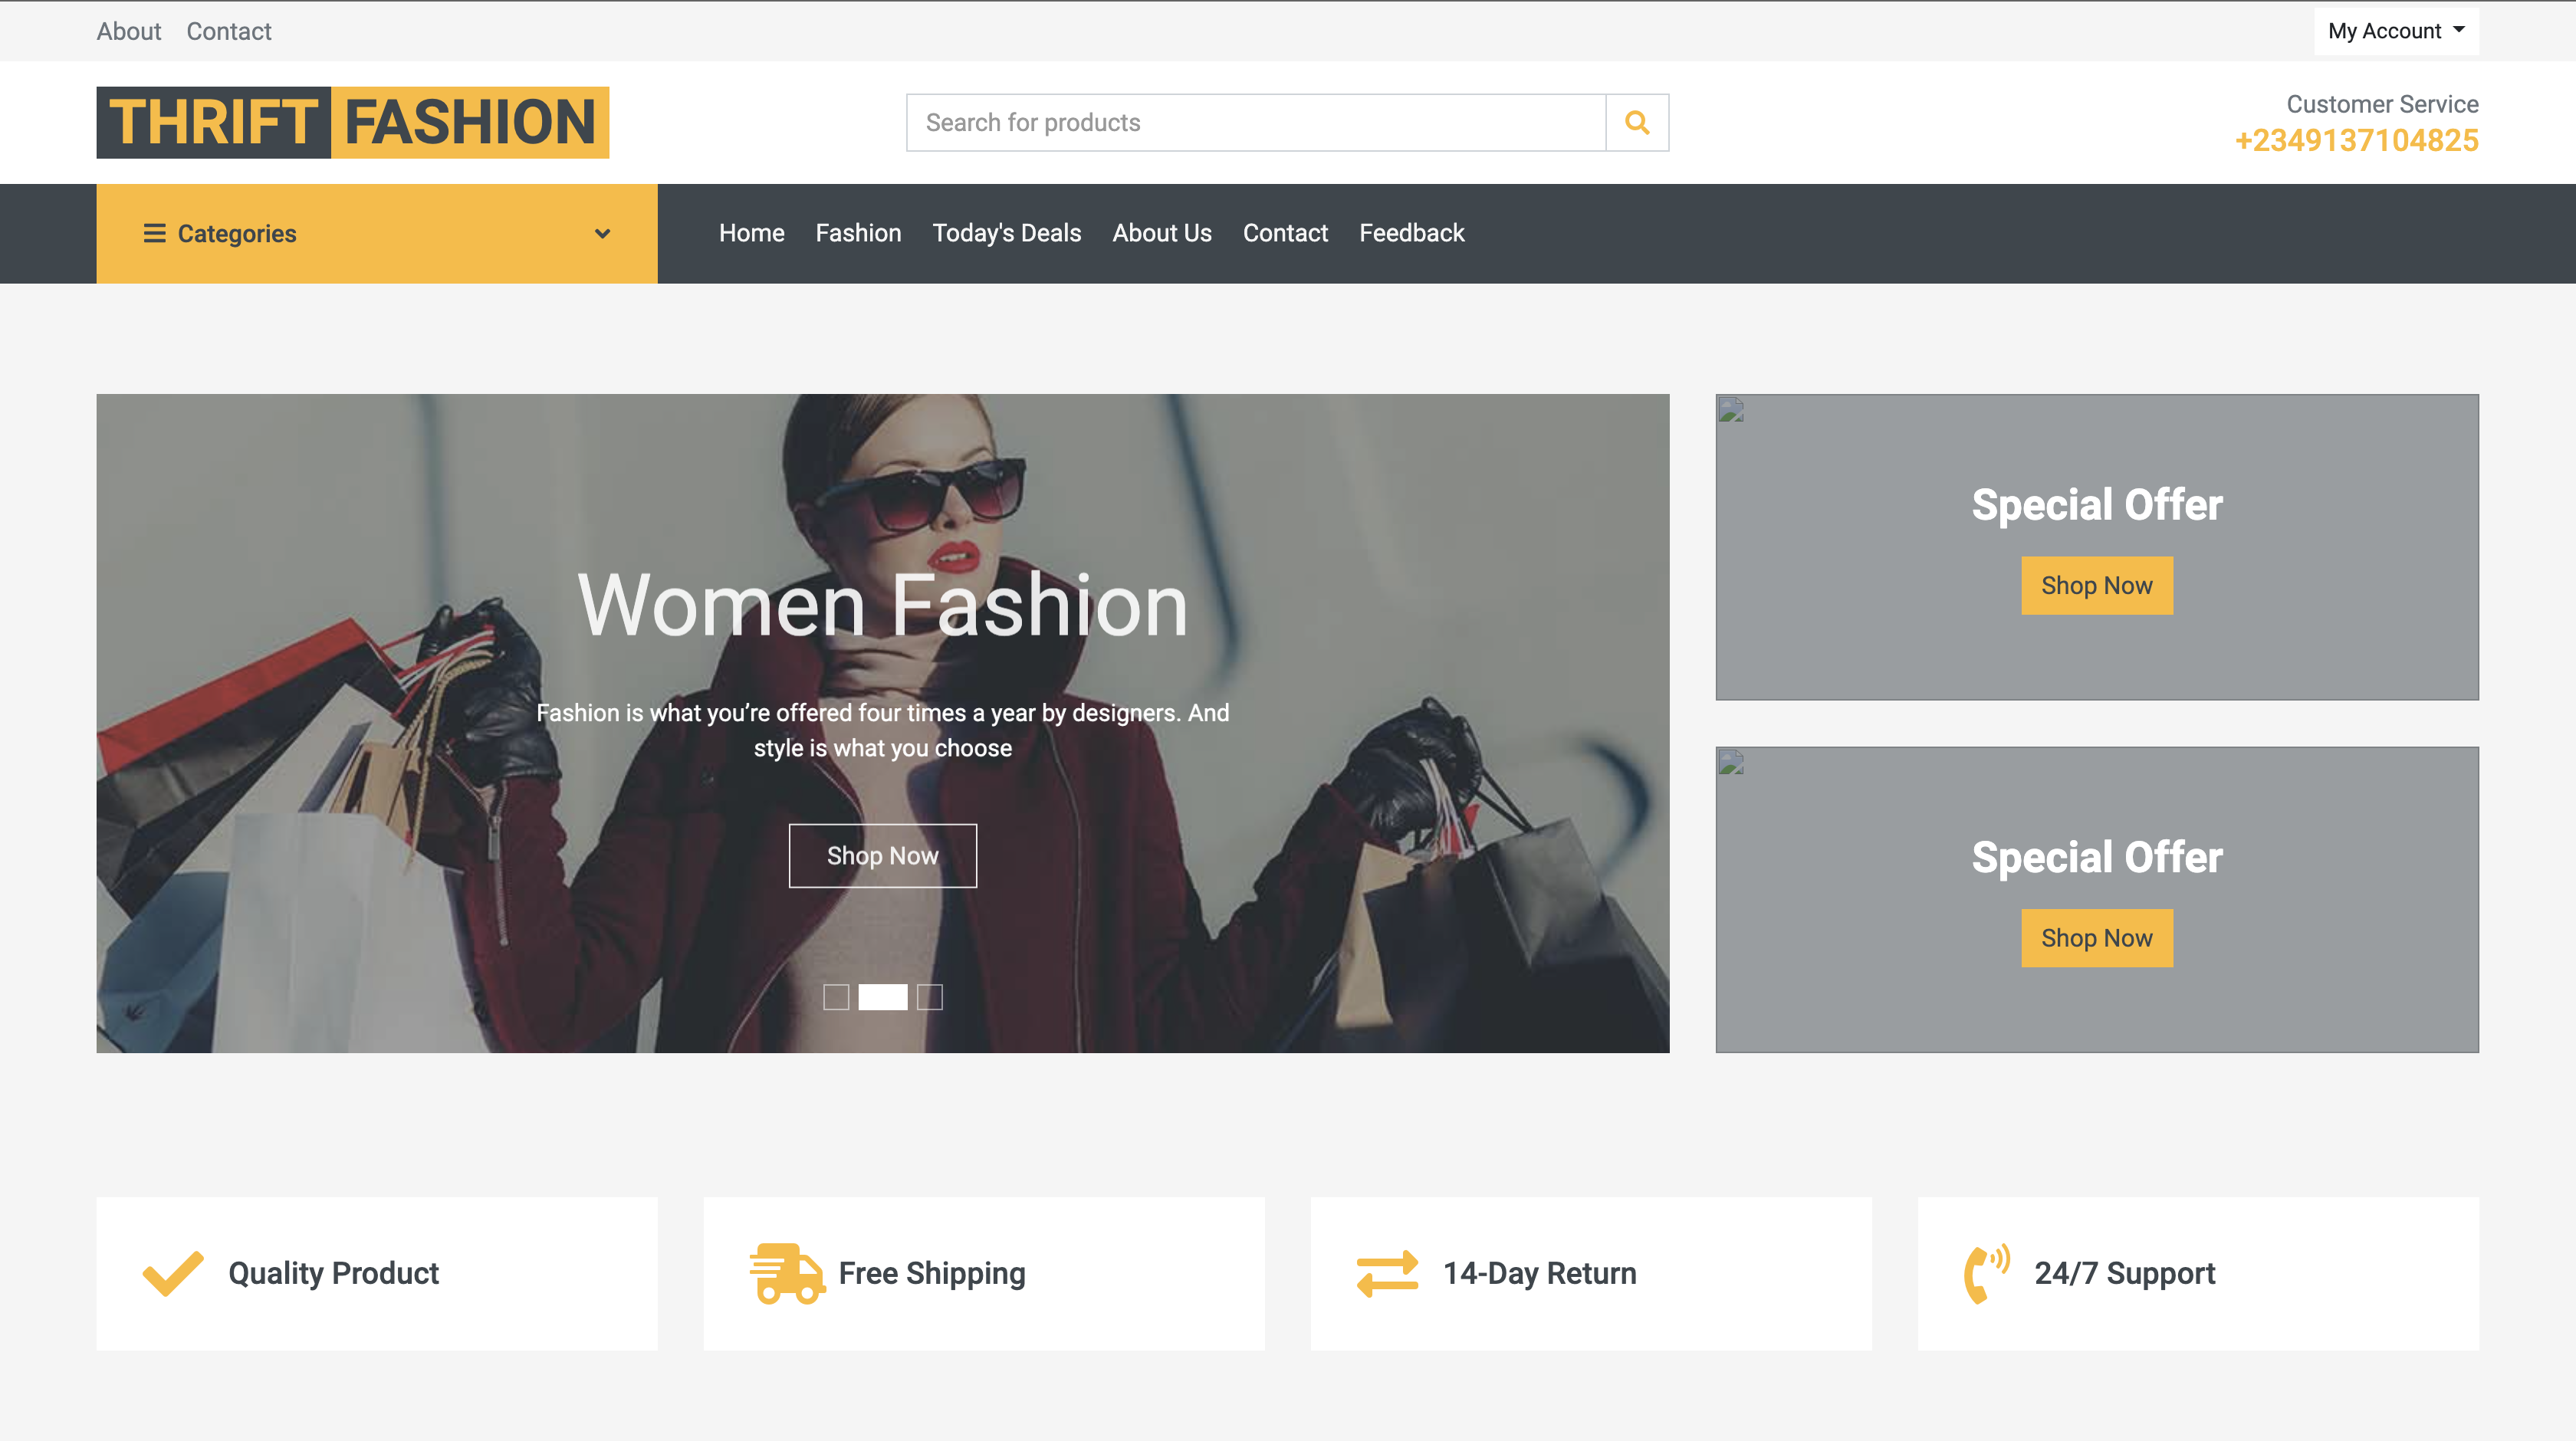 About Contact
My Account
THRIFT FASHION
Search for products
Customer Service
+2349137104825
Categories
Home Fashion Today's Deals About Us Contact Feedback
Women Fashion
Fashion is what you’re offered four times a year by designers. And
style is what you choose
Shop Now
Special Offer
Shop Now
Special Offer
Shop Now
Quality Product
Free Shipping
14-Day Return
24/7 Support